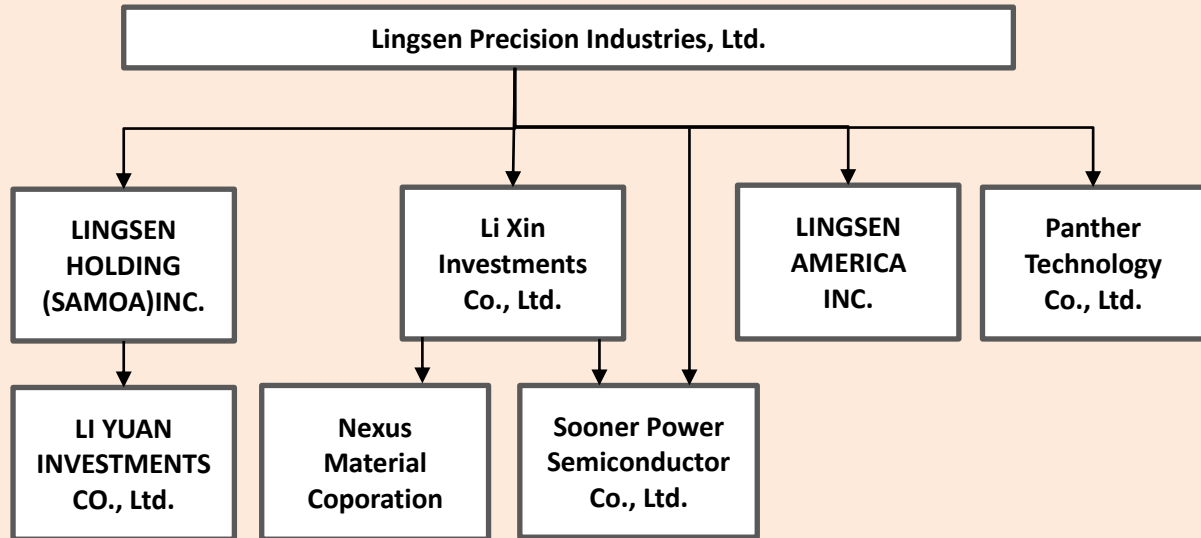 Lingsen Precision Industries, Ltd.
LINGSEN
HOLDING
(SAMOA)INC.
Li Xin
Investments
Co., Ltd.
LINGSEN
AMERICA
INC.
Panther
Technology
Co., Ltd.
LI YUAN
INVESTMENTS
CO., Ltd.
Nexus
Material
Coporation
Sooner Power
Semiconductor
Co., Ltd.